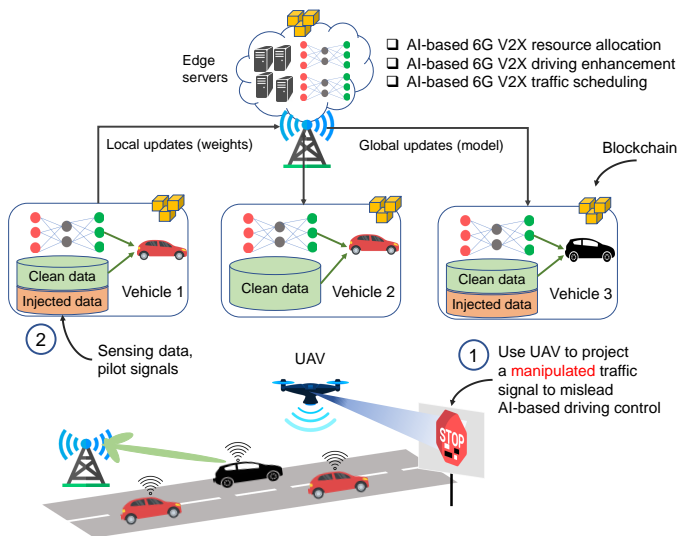 Edge
servers
❑ AI-based 6G V2X resource allocation
❑ AI-based 6G V2X driving enhancement
❑ AI-based 6G V2X traffic scheduling
Local updates (weights)
Global updates (model)
Blockchain
Clean data
Injected data
Vehicle 1
Clean data
Vehicle 2
Clean data
Injected data
Vehicle 3
2
Sensing data,
pilot signals
UAV
1
Use UAV to project
a manipulated traffic
signal to mislead
AI-based driving control
STOP